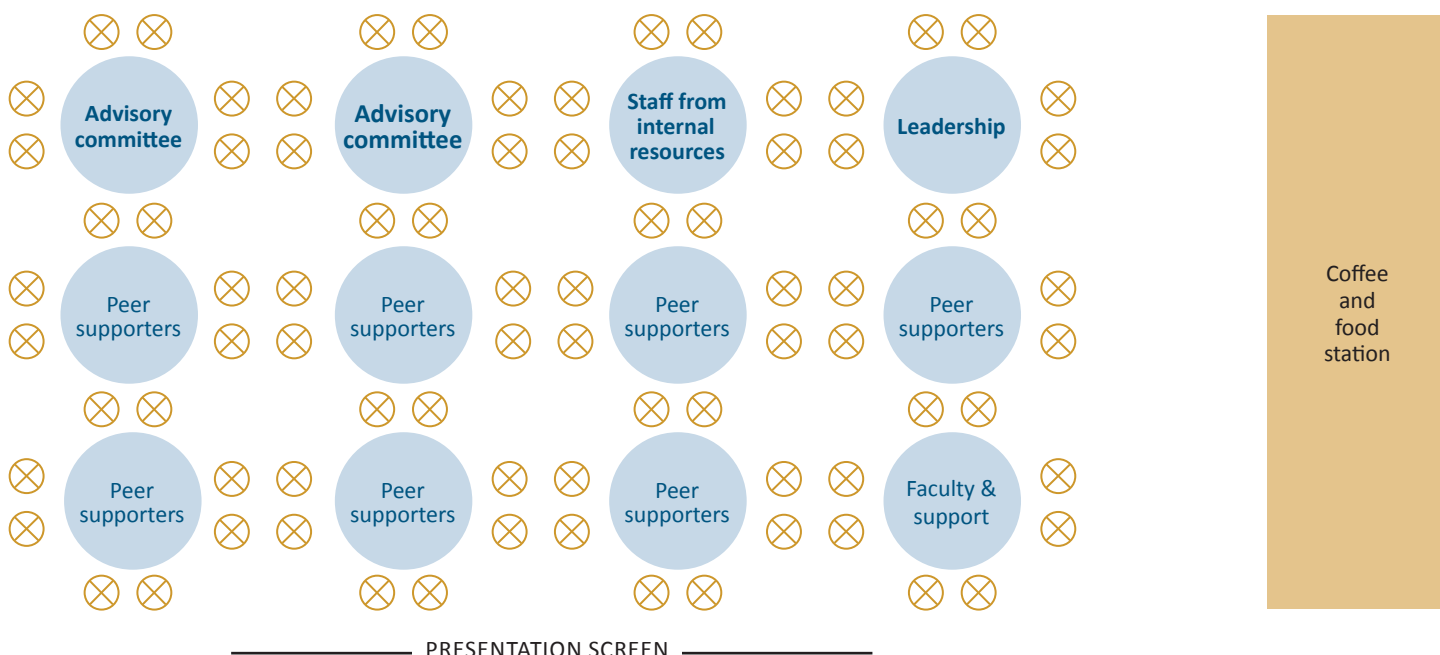 Advisory
committee
Advisory
committee
Staff from
internal
resources
Leadership
Peer
supporters
Peer
supporters
Peer
supporters
Peer
supporters
Coffee
and
food
station
Peer
supporters
Peer
supporters
Peer
supporters
Faculty &
support
PRESENTATION SCREEN